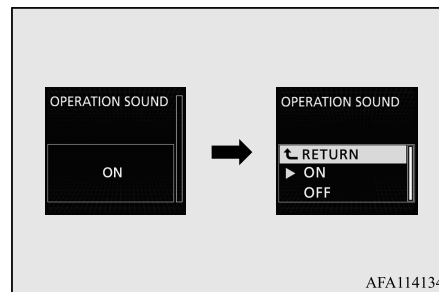 OPERATION SOUND
ON
OPERATION SOUND
RETURN
ON
OFF
AFA114134